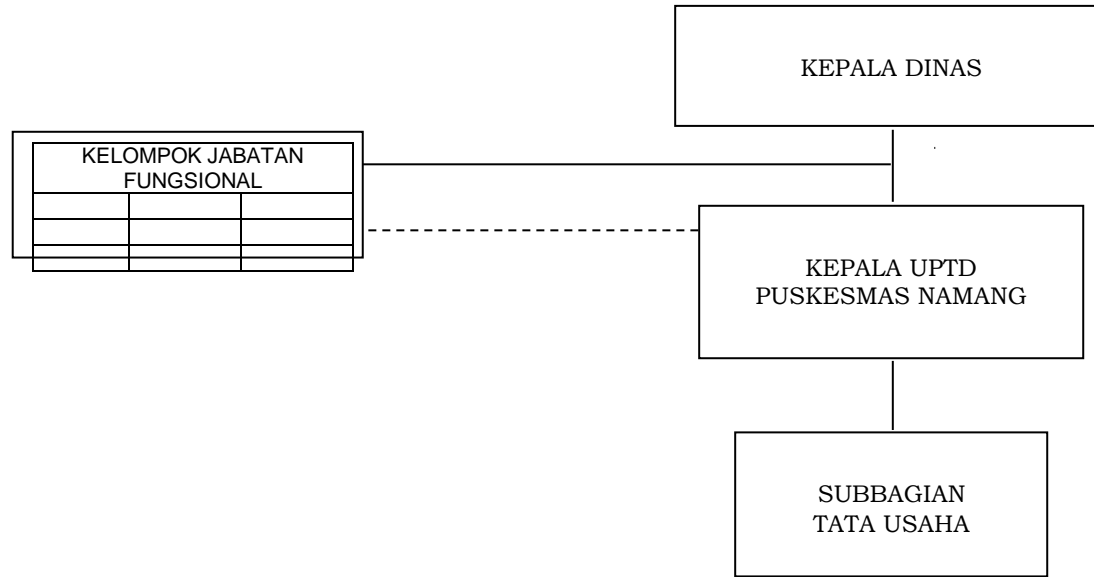 KEPALA DINAS
KELOMPOK JABATAN
FUNGSIONAL
KEPALA UPTD
PUSKESMAS NAMANG
SUBBAGIAN
TATA USAHA